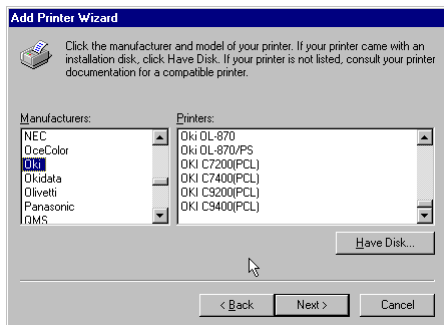 Add Printer Wizard
Click the manufacturer and model of your printer. If your printer came with an
installation disk, click Have Disk. If your printer is not listed, consult your printer
documentation for a compatible printer.
Manufacturers:
NEC
OceColor
Oki
Okidata
Olivetti
Panasonic
QMS
Printers:
Oki OL-870
Oki OL-870/PS
OKI C7200(PCL)
OKI C7400(PCL)
OKI C9200(PCL)
OKI C9400(PCL)
Have Disk...
< Back
Next >
Cancel